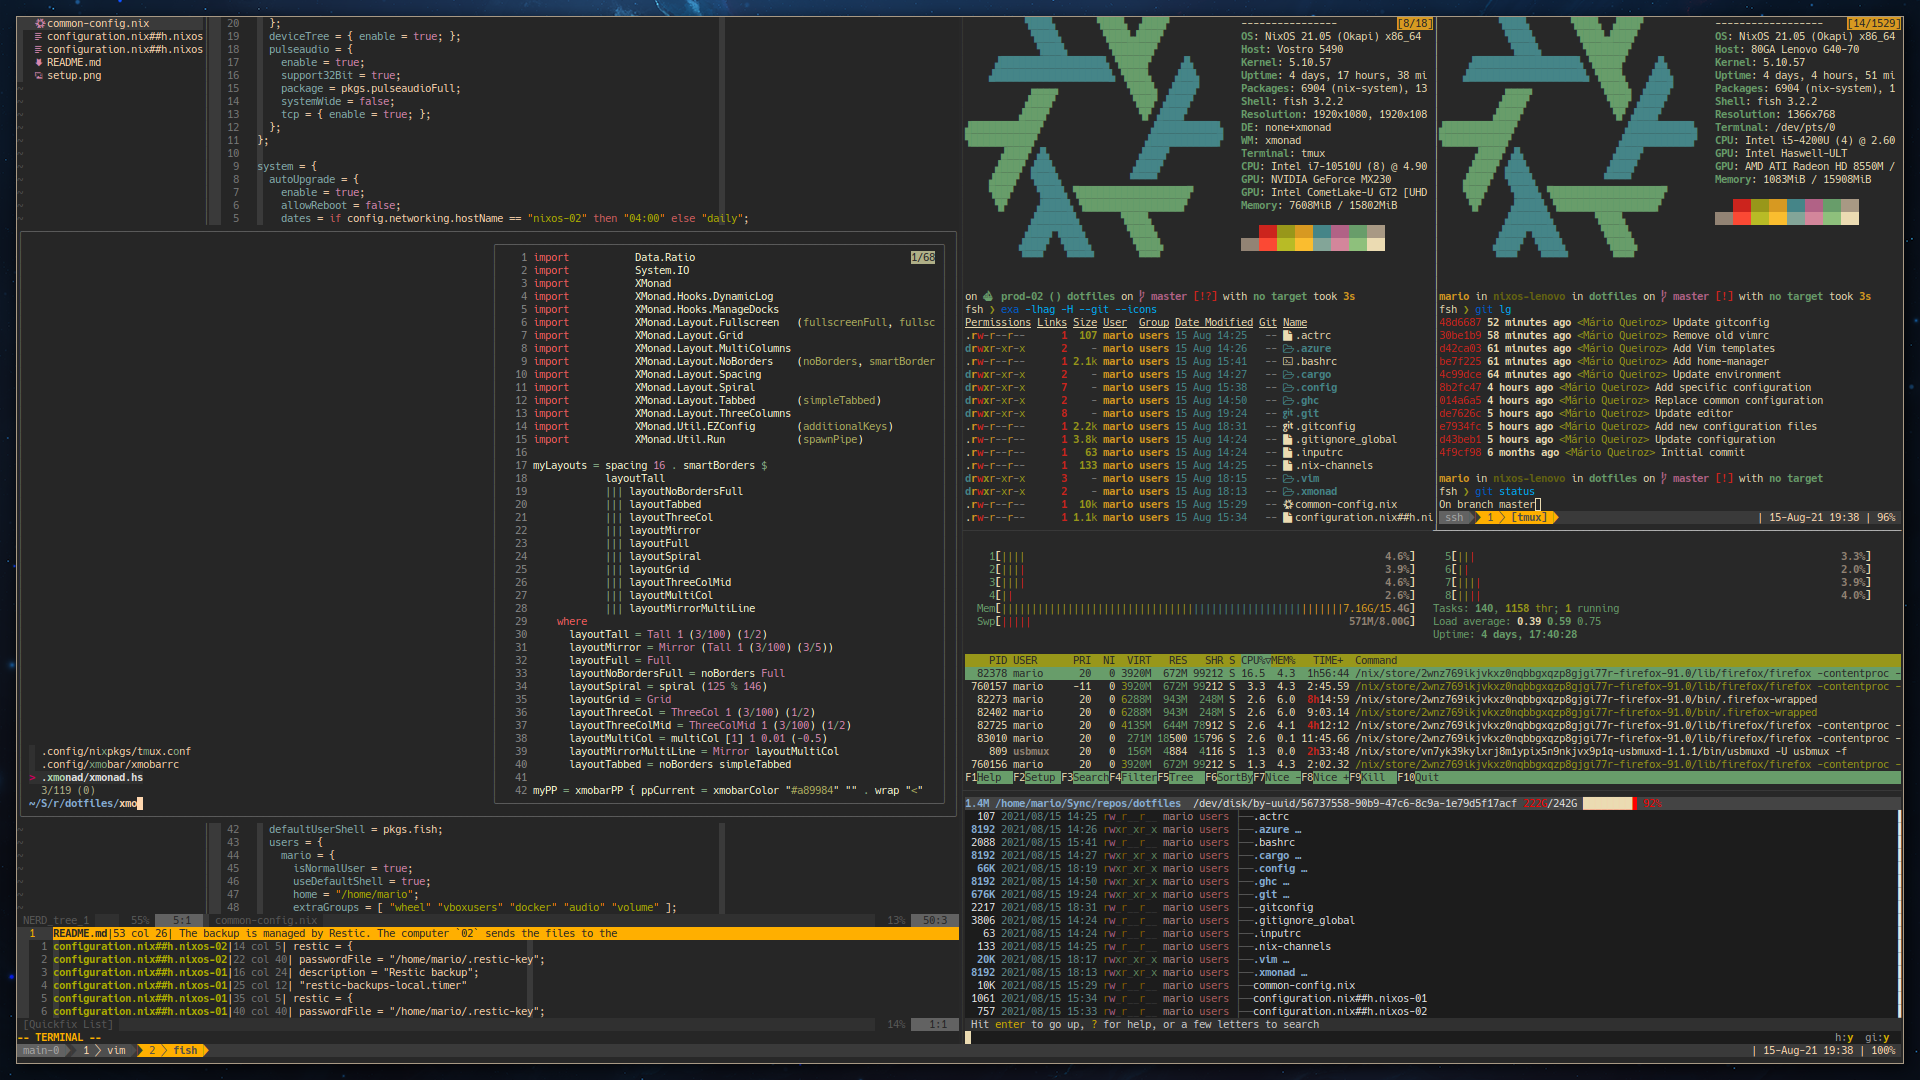 common-config.nix
configuration.nix##h.nixos
configuration.nix##h.nixos
README.md
setup.png
20 };
19 deviceTree = { enable = true; };
18 pulseaudio = {
17 enable = true;
16 support32Bit = true;
15 package = pkgs.pulseaudioFull;
14 systemWide = false;
13 tcp = { enable = true; };
12 };
11 };
10
9 system = {
8 autoUpgrade = {
7 enable = true;
6 allowReboot = false;
5 dates = if config.networking.hostName == "nixos-02" then "04:00" else "daily";
1/68
1 import Data.Ratio
2 import System.IO
3 import XMonad
4 import XMonad.Hooks.DynamicLog
5 import XMonad.Hooks.ManageDocks
6 import XMonad.Layout.Fullscreen (fullscreenFull, fullsc
7 import XMonad.Layout.Grid
8 import XMonad.Layout.MultiColumns
9 import XMonad.Layout.NoBorders (noBorders, smartBorder
10 import XMonad.Layout.Spacing
11 import XMonad.Layout.Spiral
12 import XMonad.Layout.Tabbed (simpleTabbed)
13 import XMonad.Layout.ThreeColumns
14 import XMonad.Util.EZConfig (additionalKeys)
15 import XMonad.Util.Run (spawnPipe)
16
17 myLayouts = spacing 16 . smartBorders $
18 layoutTall
19 ||| layoutNoBordersFull
20 ||| layoutTabbed
21 ||| layoutThreeCol
22 ||| layoutMirror
23 ||| layoutFull
24 ||| layoutSpiral
25 ||| layoutGrid
26 ||| layoutThreeColMid
27 ||| layoutMultiCol
28 ||| layoutMirrorMultiLine
29 where
30 layoutTall = Tall 1 (3/100) (1/2)
31 layoutMirror = Mirror (Tall 1 (3/100) (3/5))
32 layoutFull = Full
33 layoutNoBordersFull = noBorders Full
34 layoutSpiral = spiral (125 % 146)
35 layoutGrid = Grid
36 layoutThreeCol = ThreeCol 1 (3/100) (1/2)
37 layoutThreeColMid = ThreeColMid 1 (3/100) (1/2)
38 layoutMultiCol = multiCol [1] 1 0.01 (-0.5)
39 layoutMirrorMultiLine = Mirror layoutMultiCol
40 layoutTabbed = noBorders simpleTabbed
41
42 myPP = xmobarPP { ppCurrent = xmobarColor "#a89984" "" . wrap "<"
.config/nixpkgs/tmux.conf
.config/xmobar/xmobarrc
> .xmonad/xmonad.hs
3/119 (0)
~/S/r/dotfiles/xmo
42 defaultUserShell = pkgs.fish;
43 users = {
44 mario = {
45 isNormalUser = true;
46 useDefaultShell = true;
47 home = "/home/mario";
48 extraGroups = [ "wheel" "vboxusers" "docker" "audio" "volume" ];
NERD_tree_1 55% 5:1 common-config.nix 13% 50:3
1 README.md|53 col 26| The backup is managed by Restic. The computer `02` sends the files to the
1 configuration.nix##h.nixos-02|14 col 5| restic = {
2 configuration.nix##h.nixos-02|22 col 40| passwordFile = "/home/mario/.restic-key";
3 configuration.nix##h.nixos-01|16 col 24| description = "Restic backup";
4 configuration.nix##h.nixos-01|25 col 12| "restic-backups-local.timer"
5 configuration.nix##h.nixos-01|35 col 5| restic = {
6 configuration.nix##h.nixos-01|40 col 40| passwordFile = "/home/mario/.restic-key";
[Quickfix List] 14% 1:1
-- TERMINAL --
main-0 1 vim 2 fish
---------------- [8/18]
OS: NixOS 21.05 (Okapi) x86_64
Host: Vostro 5490
Kernel: 5.10.57
Uptime: 4 days, 17 hours, 38 mi
Packages: 6904 (nix-system), 13
Shell: fish 3.2.2
Resolution: 1920x1080, 1920x108
DE: none+xmonad
WM: xmonad
Terminal: tmux
CPU: Intel i7-10510U (8) @ 4.90
GPU: NVIDIA GeForce MX230
GPU: Intel CometLake-U GT2 [UHD
Memory: 7608MiB / 15802MiB
on prod-02 () dotfiles on master [!?] with no target took 3s
fsh ❯ exa -lhag -H --git --icons
Permissions Links Size User Group Date Modified Git Name
.rw-r--r-- 1 107 mario users 15 Aug 14:25 -- .actrc
drwxr-xr-x 2 - mario users 15 Aug 14:26 -- .azure
.rw-r--r-- 1 2.1k mario users 15 Aug 15:41 -- .bashrc
drwxr-xr-x 2 - mario users 15 Aug 14:27 -- .cargo
drwxr-xr-x 7 - mario users 15 Aug 15:38 -- .config
drwxr-xr-x 2 - mario users 15 Aug 14:50 -- .ghc
drwxr-xr-x 8 - mario users 15 Aug 19:24 -- .git
.rw-r--r-- 1 2.2k mario users 15 Aug 18:31 -- .gitconfig
.rw-r--r-- 1 3.8k mario users 15 Aug 14:24 -- .gitignore_global
.rw-r--r-- 1 63 mario users 15 Aug 14:24 -- .inputrc
.rw-r--r-- 1 133 mario users 15 Aug 14:25 -- .nix-channels
drwxr-xr-x 3 - mario users 15 Aug 18:15 -- .vim
drwxr-xr-x 2 - mario users 15 Aug 18:13 -- .xmonad
.rw-r--r-- 1 10k mario users 15 Aug 15:29 -- common-config.nix
.rw-r--r-- 1 1.1k mario users 15 Aug 15:34 -- configuration.nix##h.ni
------------------ [14/1529]
OS: NixOS 21.05 (Okapi) x86_64
Host: 80GA Lenovo G40-70
Kernel: 5.10.57
Uptime: 4 days, 4 hours, 51 mi
Packages: 6904 (nix-system), 1
Shell: fish 3.2.2
Resolution: 1366x768
Terminal: /dev/pts/0
CPU: Intel i5-4200U (4) @ 2.60
GPU: Intel Haswell-ULT
GPU: AMD ATI Radeon HD 8550M /
Memory: 1083MiB / 15908MiB
mario in nixos-lenovo in dotfiles on master [!] with no target took 3s
fsh ❯ git lg
48d6687 52 minutes ago <Mário Queiroz> Update gitconfig
30be1b9 58 minutes ago <Mário Queiroz> Remove old vimrc
d42ca03 61 minutes ago <Mário Queiroz> Add Vim templates
be7f225 61 minutes ago <Mário Queiroz> Add home-manager
4c99dce 64 minutes ago <Mário Queiroz> Update environment
8b2fc47 4 hours ago <Mário Queiroz> Add specific configuration
014a6a5 4 hours ago <Mário Queiroz> Replace common configuration
de7626c 5 hours ago <Mário Queiroz> Update editor
e7934fc 5 hours ago <Mário Queiroz> Add new configuration files
d43beb1 5 hours ago <Mário Queiroz> Update configuration
4f9cf98 6 months ago <Mário Queiroz> Initial commit
mario in nixos-lenovo in dotfiles on master [!] with no target
fsh ❯ git status
On branch master
ssh 1 [tmux] | 15-Aug-21 19:38 | 96%
1[|||| 4.6%] 5[||| 3.3%]
2[|||| 3.9%] 6[|| 2.0%]
3[|||| 4.6%] 7[|||| 3.9%]
4[|| 2.6%] 8[|||| 4.0%]
Mem[ 7.16G/15.4G] Tasks: 140, 1158 thr; 1 running
Swp[||||| 571M/8.00G] Load average: 0.39 0.59 0.75
Uptime: 4 days, 17:40:28
PID USER PRI NI VIRT RES SHR S CPU%▽MEM% TIME+ Command
82378 mario 20 0 3920M 672M 99212 S 16.5 4.3 1h56:44 /nix/store/2wnz769ikjvkxz0nqbbgxqzp8gjgi77r-firefox-91.0/lib/firefox/firefox -contentproc -
760157 mario -11 0 3920M 672M 99212 S 3.3 4.3 2:45.59 /nix/store/2wnz769ikjvkxz0nqbbgxqzp8gjgi77r-firefox-91.0/lib/firefox/firefox -contentproc -
82273 mario 20 0 6288M 943M 248M S 2.6 6.0 8h14:59 /nix/store/2wnz769ikjvkxz0nqbbgxqzp8gjgi77r-firefox-91.0/bin/.firefox-wrapped
82402 mario 20 0 6288M 943M 248M S 2.6 6.0 9:03.14 /nix/store/2wnz769ikjvkxz0nqbbgxqzp8gjgi77r-firefox-91.0/bin/.firefox-wrapped
82725 mario 20 0 4135M 644M 78912 S 2.6 4.1 4h12:12 /nix/store/2wnz769ikjvkxz0nqbbgxqzp8gjgi77r-firefox-91.0/lib/firefox/firefox -contentproc -
83010 mario 20 0 271M 18500 15796 S 2.6 0.1 11:45.66 /nix/store/2wnz769ikjvkxz0nqbbgxqzp8gjgi77r-firefox-91.0/lib/firefox/firefox -contentproc -
809 usbmux 20 0 156M 4884 4116 S 1.3 0.0 2h33:48 /nix/store/vn7yk39kylxrj8m1ypix5n9nkjvx9p1q-usbmuxd-1.1.1/bin/usbmuxd -U usbmux -f
760156 mario 20 0 3920M 672M 99212 S 1.3 4.3 2:02.32 /nix/store/2wnz769ikjvkxz0nqbbgxqzp8gjgi77r-firefox-91.0/lib/firefox/firefox -contentproc -
F1Help F2Setup F3SearchF4FilterF5Tree F6SortByF7Nice -F8Nice +F9Kill F10Quit
1.4M /home/mario/Sync/repos/dotfiles /dev/disk/by-uuid/56737558-90b9-47c6-8c9a-1e79d5f17acf 222G/242G 92%
107 2021/08/15 14:25 rw_r__r__ mario users ├──.actrc
8192 2021/08/15 14:26 rwxr_xr_x mario users ├──.azure …
2088 2021/08/15 15:41 rw_r__r__ mario users ├──.bashrc
8192 2021/08/15 14:27 rwxr_xr_x mario users ├──.cargo …
66K 2021/08/15 18:19 rwxr_xr_x mario users ├──.config …
8192 2021/08/15 14:50 rwxr_xr_x mario users ├──.ghc …
676K 2021/08/15 19:24 rwxr_xr_x mario users ├──.git …
2217 2021/08/15 18:31 rw_r__r__ mario users ├──.gitconfig
3806 2021/08/15 14:24 rw_r__r__ mario users ├──.gitignore_global
63 2021/08/15 14:24 rw_r__r__ mario users ├──.inputrc
133 2021/08/15 14:25 rw_r__r__ mario users ├──.nix-channels
20K 2021/08/15 18:17 rwxr_xr_x mario users ├──.vim …
8192 2021/08/15 18:13 rwxr_xr_x mario users ├──.xmonad …
10K 2021/08/15 15:29 rw_r__r__ mario users ├──common-config.nix
1061 2021/08/15 15:34 rw_r__r__ mario users ├──configuration.nix##h.nixos-01
757 2021/08/15 15:33 rw_r__r__ mario users ├──configuration.nix##h.nixos-02
Hit enter to go up, ? for help, or a few letters to search
h:y gi:y
| 15-Aug-21 19:38 | 100%